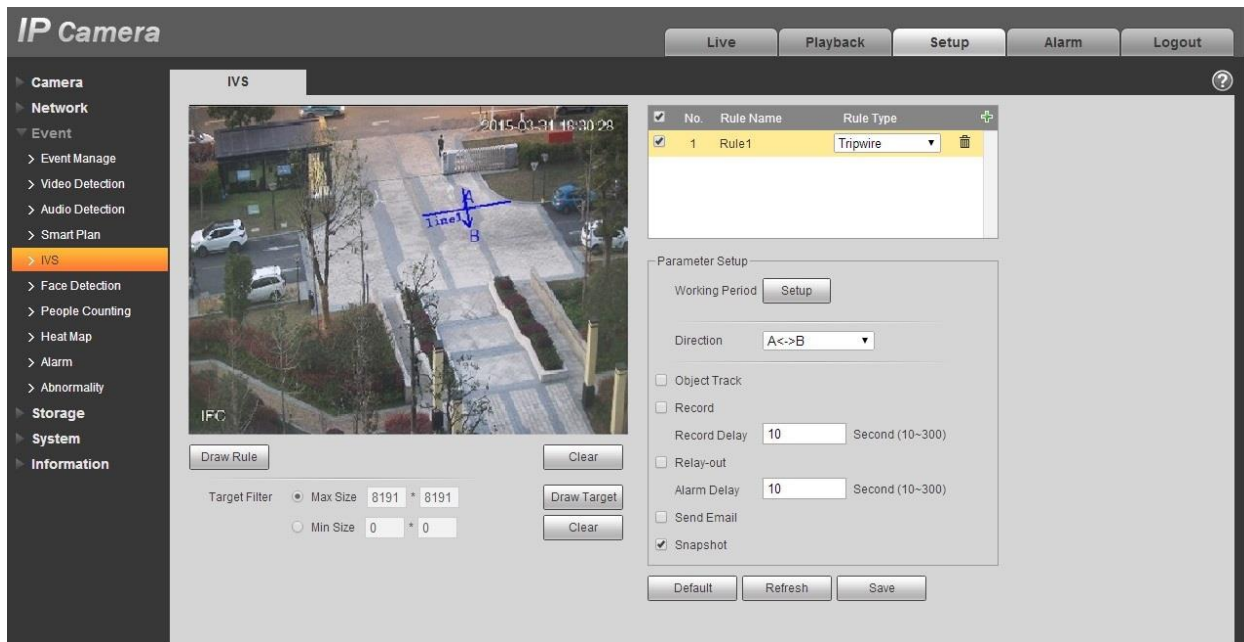 IP Camera
Live Playback Setup Alarm Logout
Camera
Network
Event
> Event Manage
> Video Detection
> Audio Detection
> Smart Plan
> IVS
> Face Detection
> People Counting
> Heat Map
> Alarm
> Abnormality
Storage
System
Information
IVS
?
2015-03-31 18:30:28
A
line1
B
IPC
Draw Rule Clear
Target Filter Max Size 8191 * 8191 Draw Target
Min Size 0 * 0 Clear
No. Rule Name Rule Type
1 Rule1 Tripwire
Parameter Setup
Working Period Setup
Direction A<->B
Object Track
Record
Record Delay 10 Second (10~300)
Relay-out
Alarm Delay 10 Second (10~300)
Send Email
Snapshot
Default Refresh Save